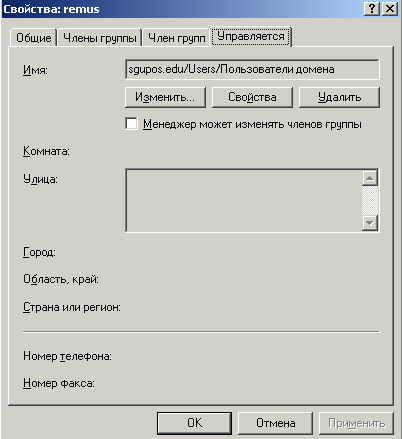 Свойства: remus
Общие Члены группы Член групп Управляется
Имя: sgupos.edu/Users/Пользователи домена
Изменить... Свойства Удалить
Менеджер может изменять членов группы
Комната:
Улица:
Город:
Область, край:
Страна или регион:
Номер телефона:
Номер факса:
OK Отмена Применить